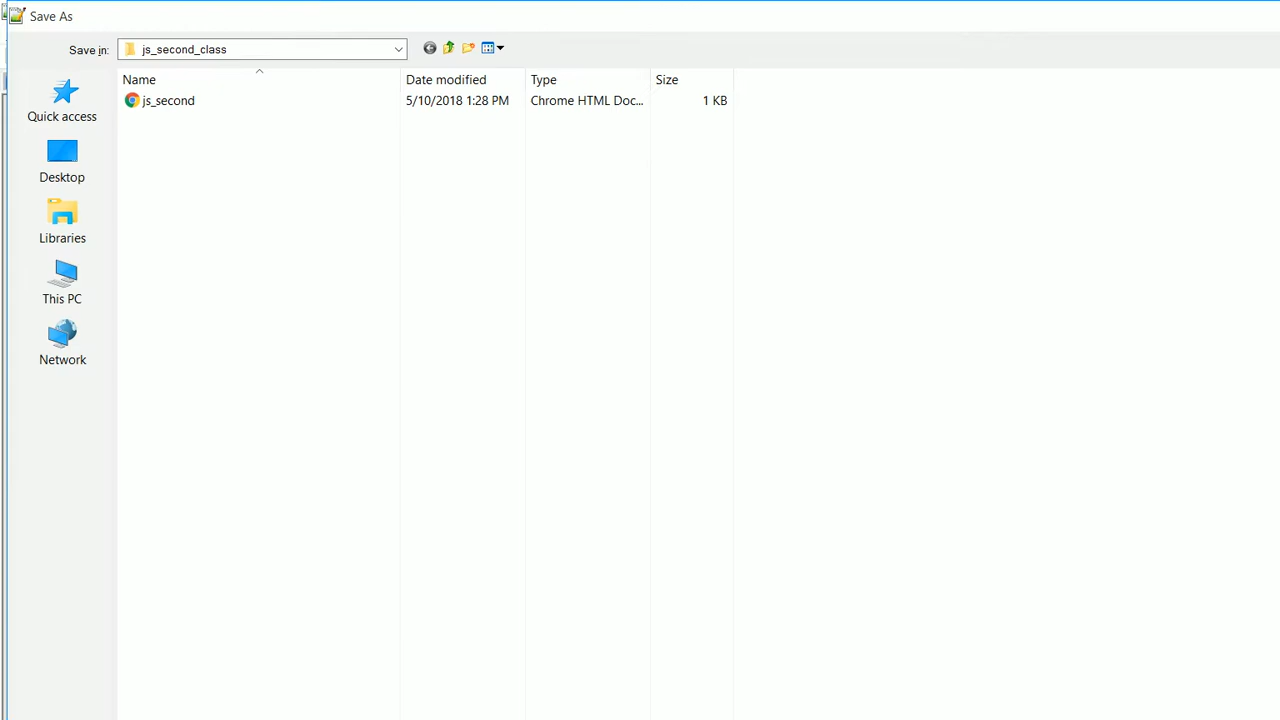 Save As
Save in: js_second_class
Name Date modified Type Size
js_second 5/10/2018 1:28 PM Chrome HTML Doc... 1 KB
Quick access
Desktop
Libraries
This PC
Network